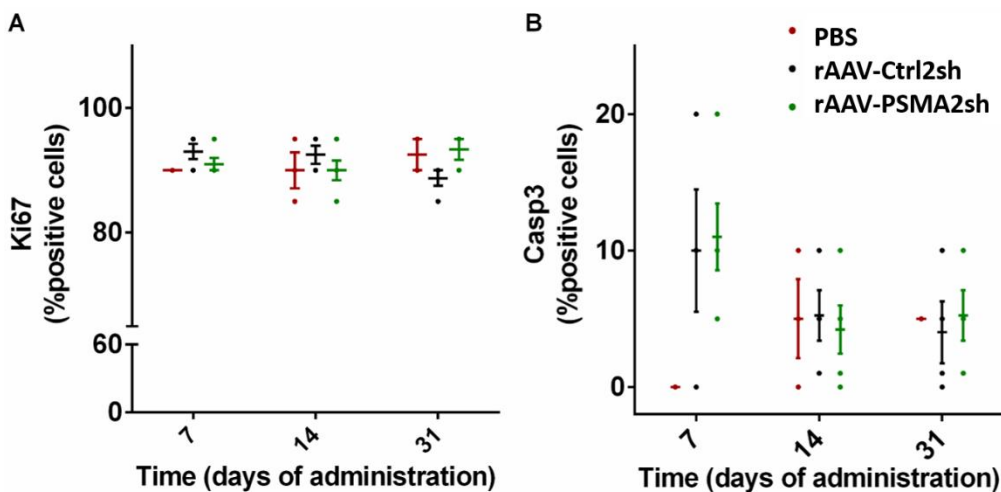 A
Ki67
(%positive cells)
100
80
60
0
7
14
31
Time (days of administration)
B
PBS
rAAV-Ctrl2sh
rAAV-PSMA2sh
Casp3
(%positive cells)
20
10
0
7
14
31
Time (days of administration)